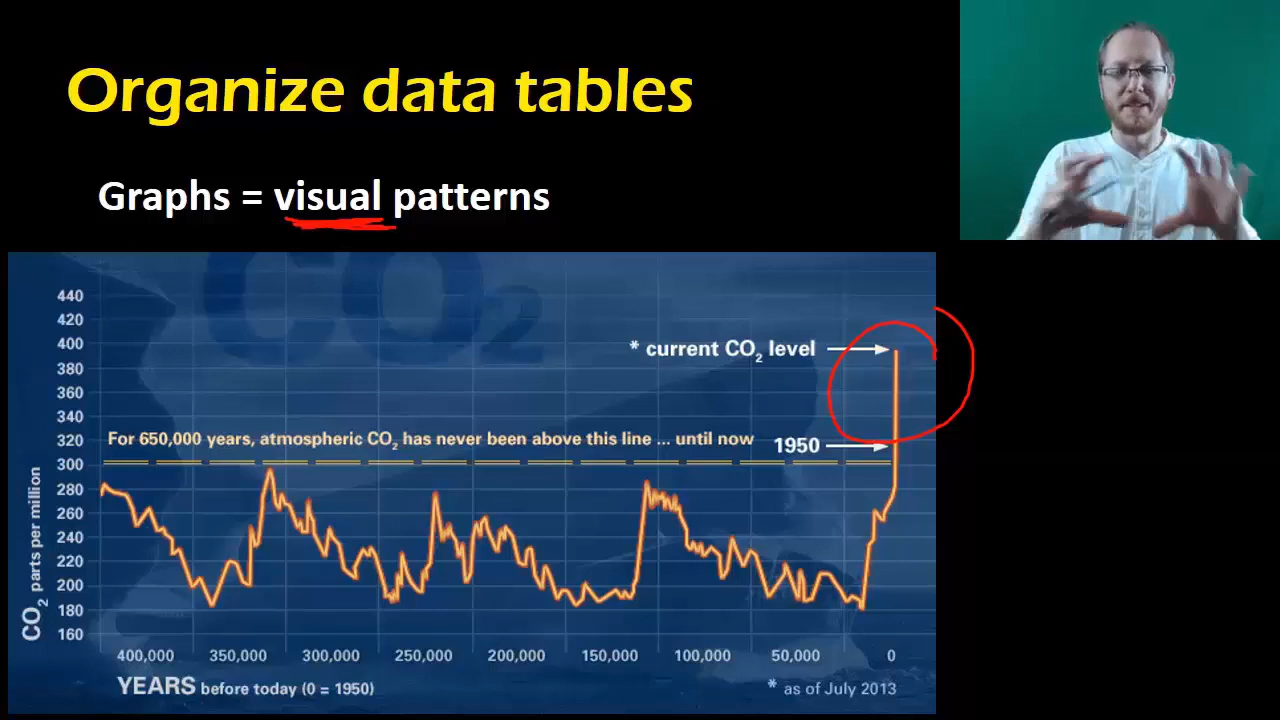 Organize data tables
Graphs = visual patterns
CO2
440
420
400
380
360
340
320
300
280
260
240
220
200
180
160
CO2 parts per million
* current CO2 level
For 650,000 years, atmospheric CO2 has never been above this line ... until now
1950
400,000 350,000 300,000 250,000 200,000 150,000 100,000 50,000 0
YEARS before today (0 = 1950)
* as of July 2013